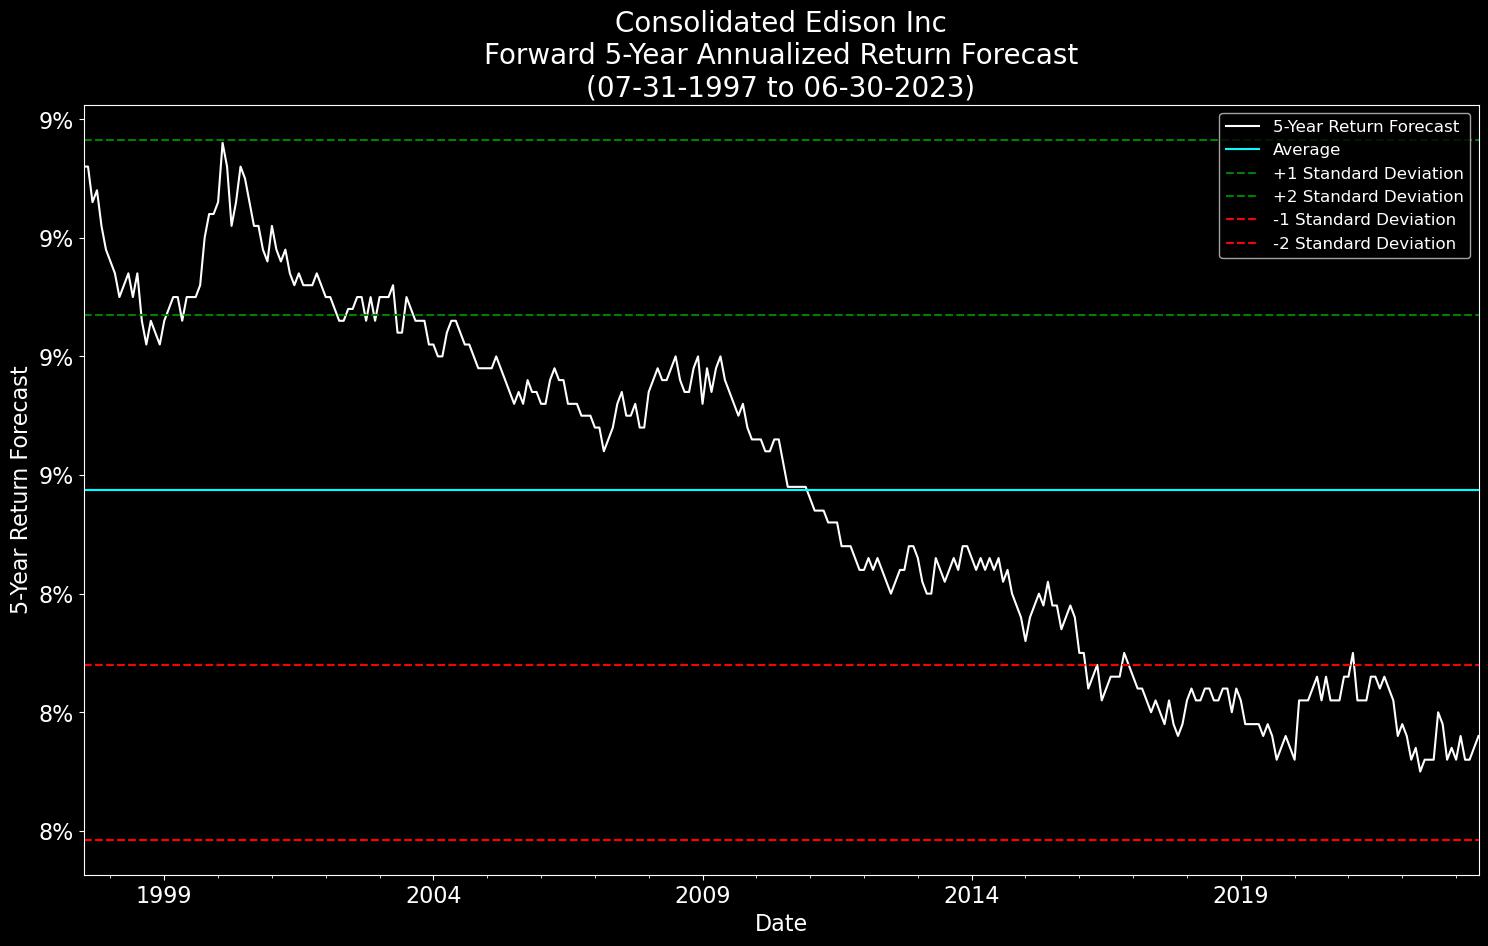 Consolidated Edison Inc
Forward 5-Year Annualized Return Forecast
(07-31-1997 to 06-30-2023)
5-Year Return Forecast
9%
9%
9%
9%
8%
8%
8%
5-Year Return Forecast
Average
+1 Standard Deviation
+2 Standard Deviation
-1 Standard Deviation
-2 Standard Deviation
1999
2004
2009
2014
2019
Date